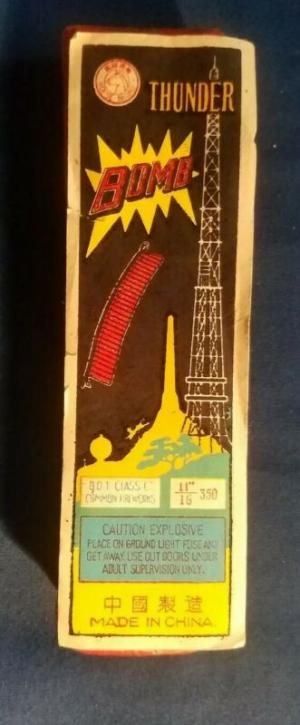 THUNDER
BOMB
D.O.T CLASS C
COMMON FIREWORKS
11"
16 350
CAUTION EXPLOSIVE
PLACE ON GROUND LIGHT FUSE AND
GET AWAY. USE OUT DOORS UNDER
ADULT SUPERVISION ONLY.
中國製造
MADE IN CHINA.